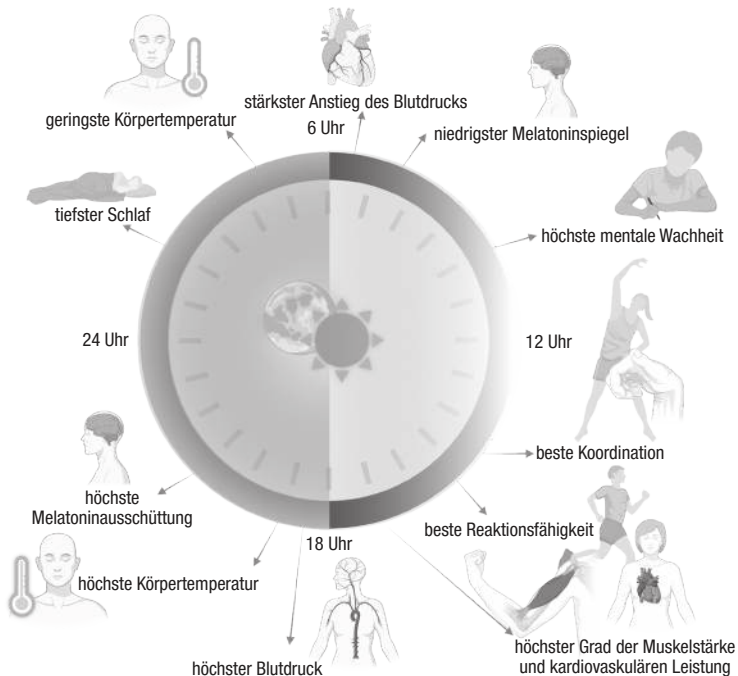 stärkster Anstieg des Blutdrucks
6 Uhr
geringste Körpertemperatur
niedrigster Melatoninspiegel
tiefster Schlaf
höchste mentale Wachheit
24 Uhr
12 Uhr
beste Koordination
höchste
Melatoninausschüttung
beste Reaktionsfähigkeit
18 Uhr
höchste Körpertemperatur
höchster Blutdruck
höchster Grad der Muskelstärke
und kardiovaskulären Leistung